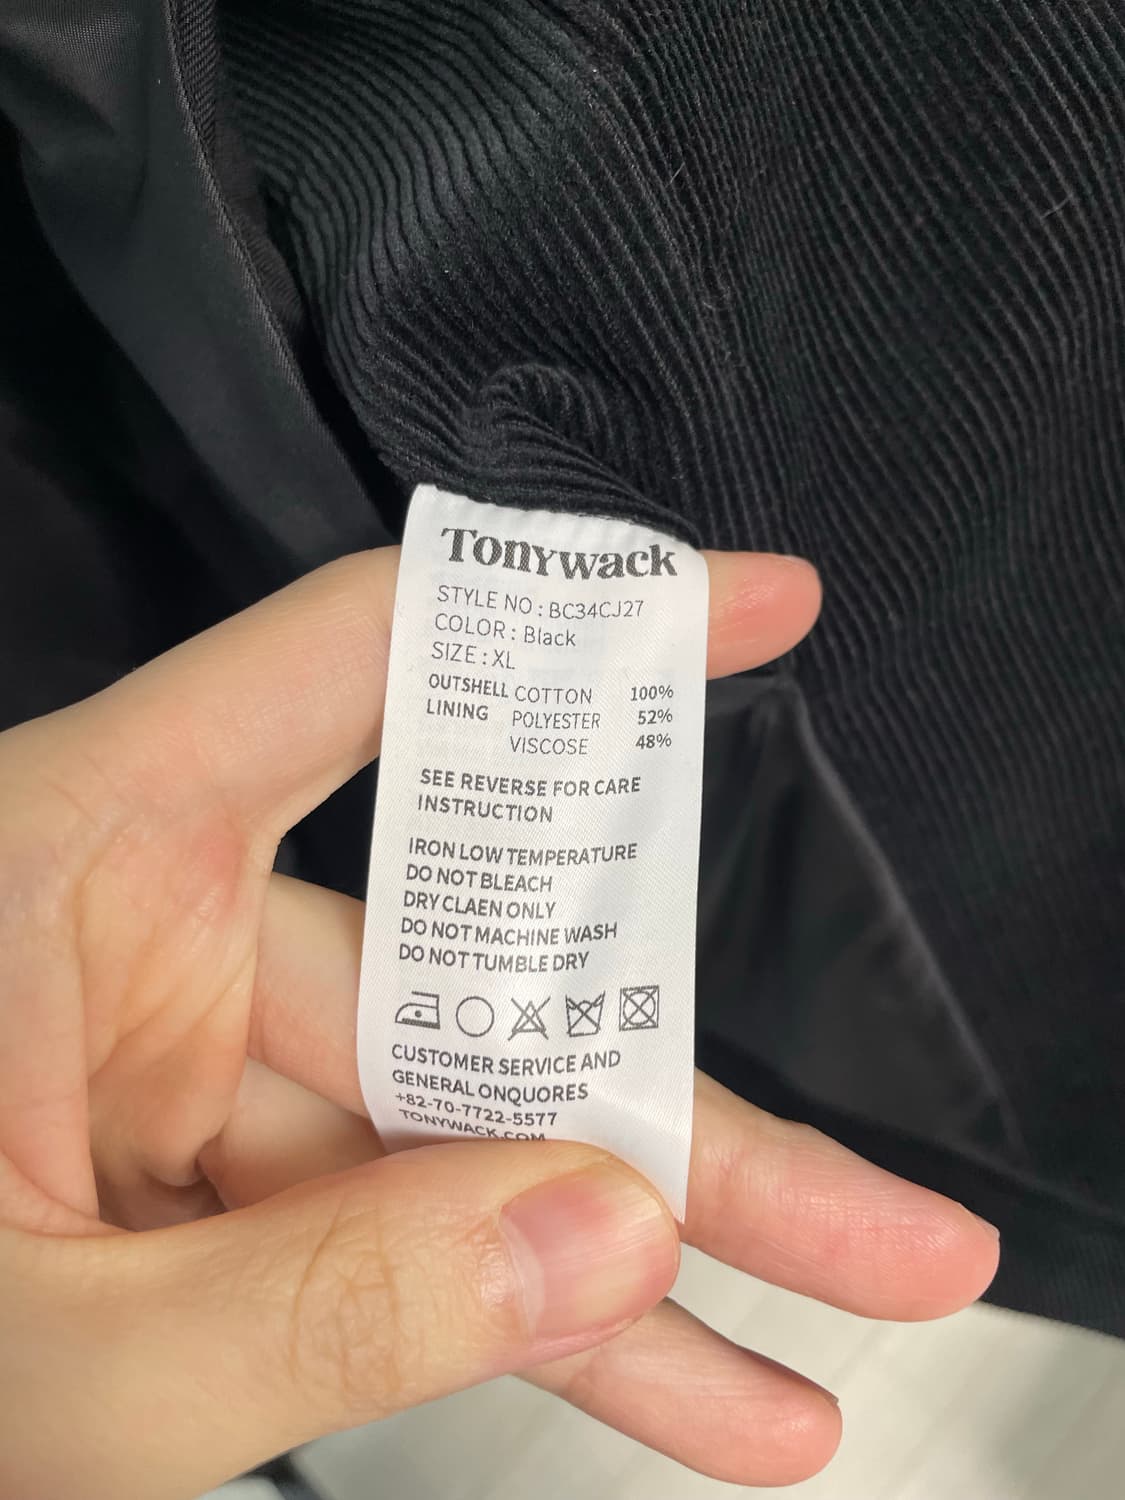 Tonywack
STYLE NO : BC34CJ27
COLOR : Black
SIZE : XL
OUTSHELL COTTON 100%
LINING POLYESTER 52%
VISCOSE 48%
SEE REVERSE FOR CARE
INSTRUCTION
IRON LOW TEMPERATURE
DO NOT BLEACH
DRY CLAEN ONLY
DO NOT MACHINE WASH
DO NOT TUMBLE DRY
CUSTOMER SERVICE AND
GENERAL ONQUORES
+82-70-7722-5577
TONYWACK.COM